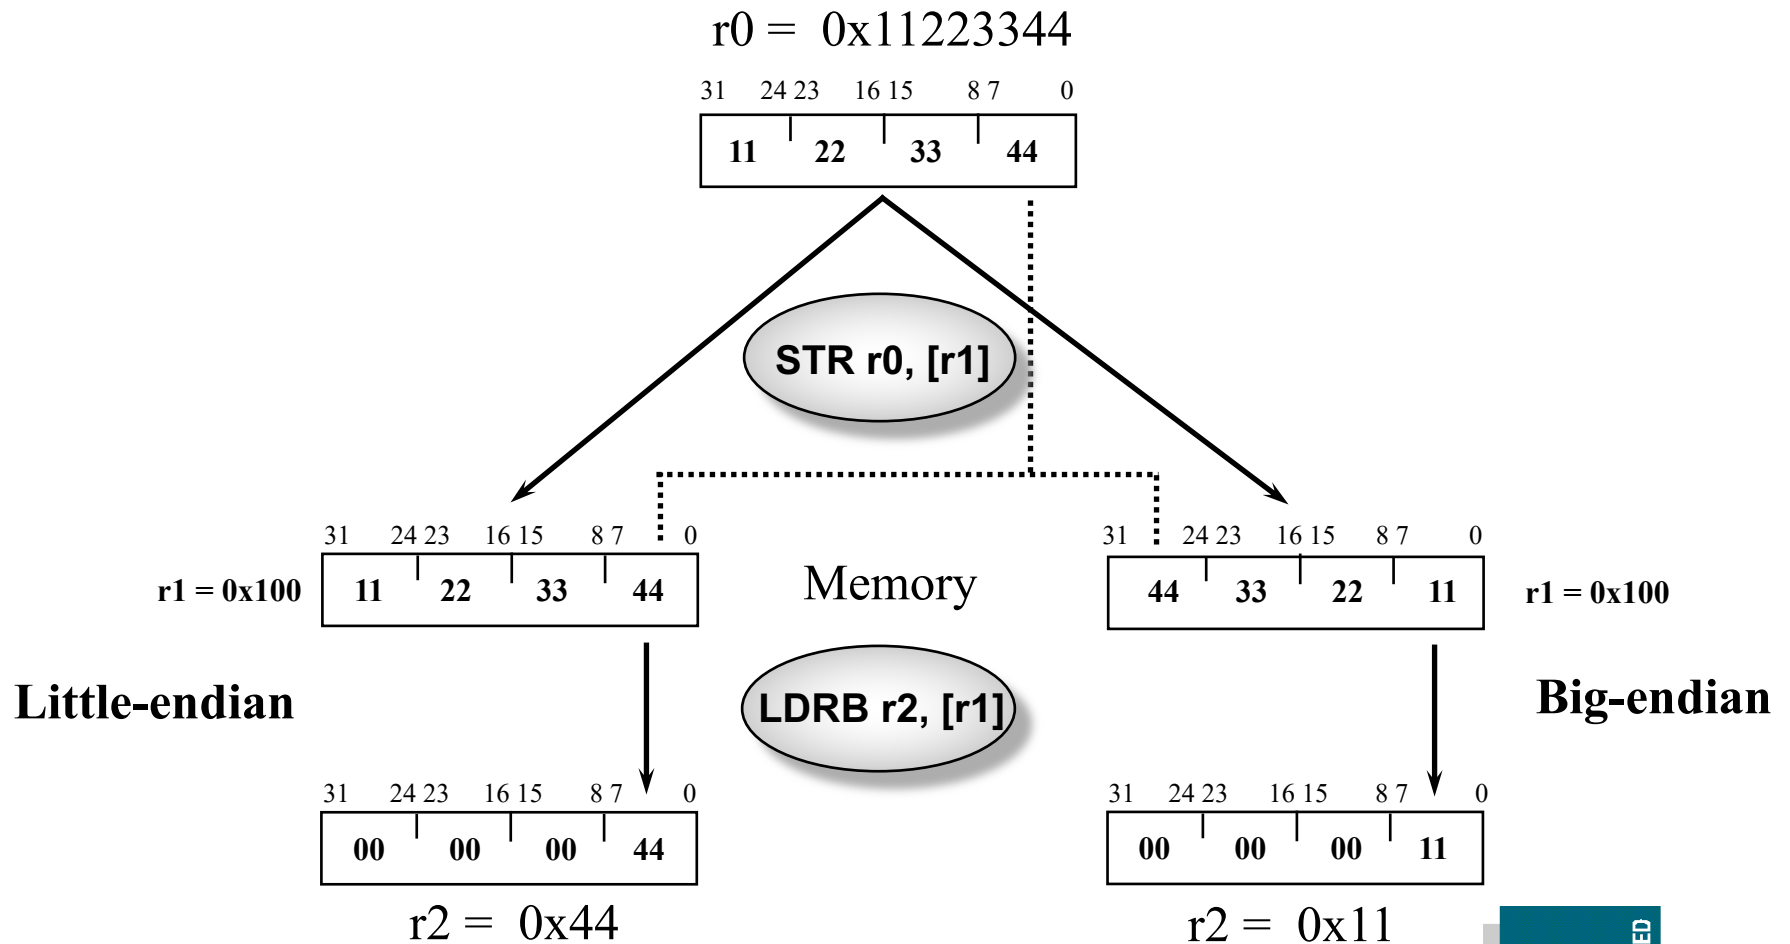 r0 = 0x11223344
31 24 23 16 15 8 7 0
11 22 33 44
STR r0, [r1]
31 24 23 16 15 8 7 0
31 24 23 16 15 8 7 0
r1 = 0x100
11 22 33 44
Memory
44 33 22 11
r1 = 0x100
Little-endian
LDRB r2, [r1]
Big-endian
31 24 23 16 15 8 7 0
31 24 23 16 15 8 7 0
00 00 00 44
00 00 00 11
r2 = 0x44
r2 = 0x11
ED